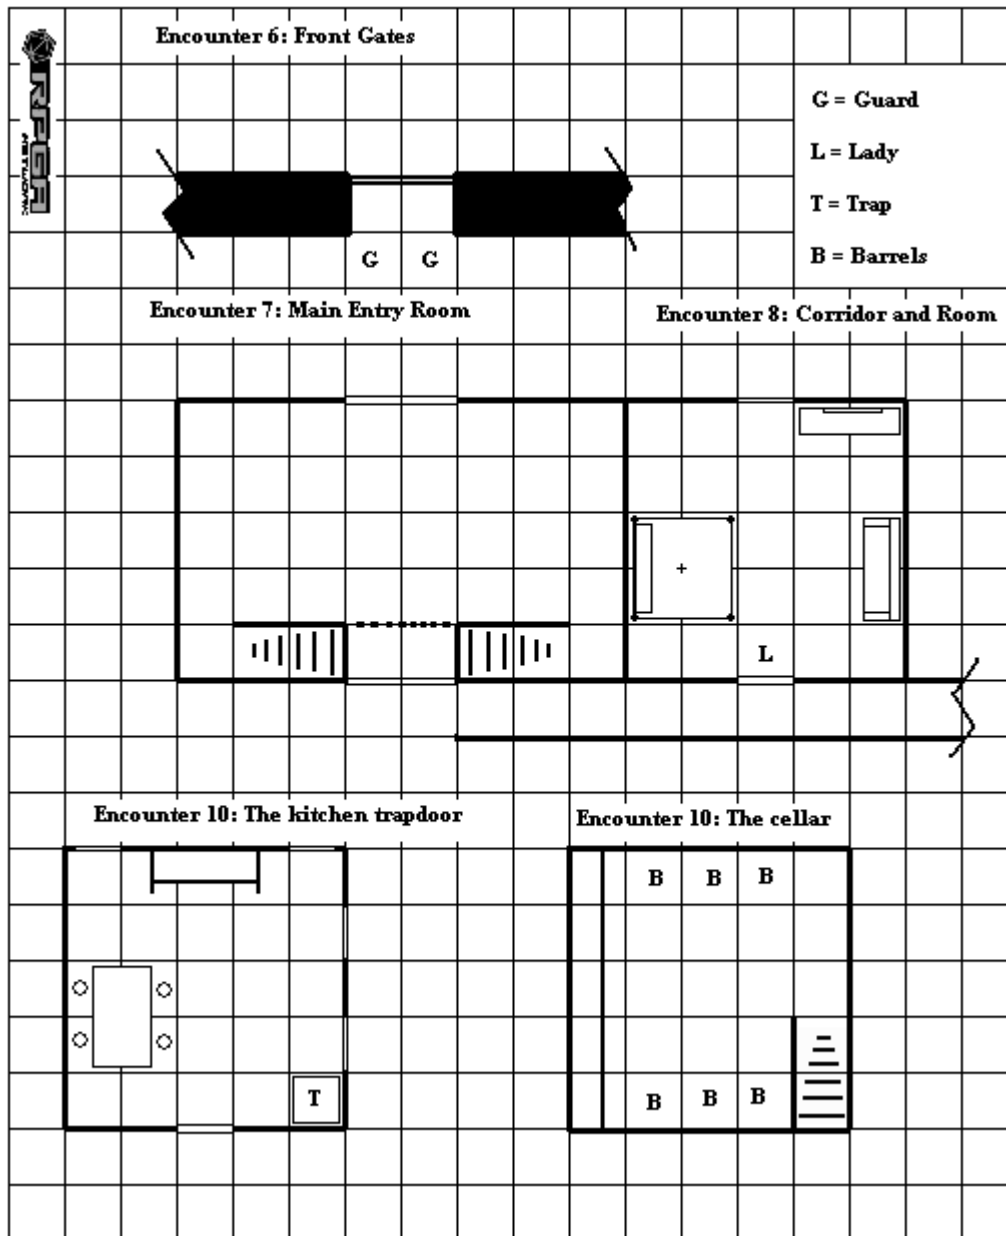 Encounter 6: Front Gates
RPGA
NETWORK
G = Guard
L = Lady
T = Trap
B = Barrels
G G
Encounter 7: Main Entry Room
Encounter 8: Corridor and Room
L
Encounter 10: The kitchen trapdoor
Encounter 10: The cellar
B B B
T
B B B